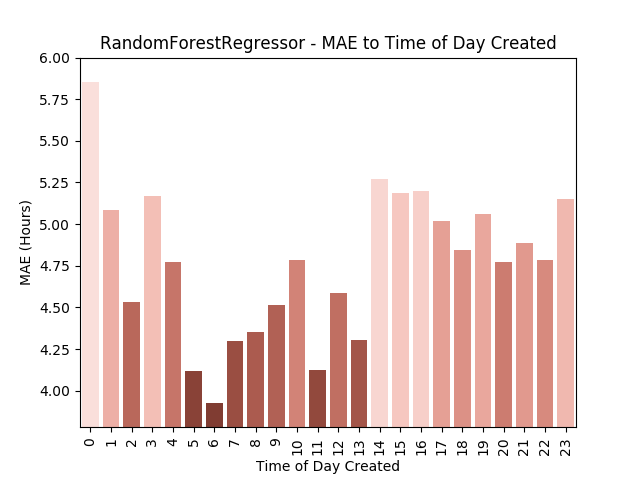 RandomForestRegressor - MAE to Time of Day Created
MAE (Hours)
6.00
5.75
5.50
5.25
5.00
4.75
4.50
4.25
4.00
0 1 2 3 4 5 6 7 8 9 10 11 12 13 14 15 16 17 18 19 20 21 22 23
Time of Day Created